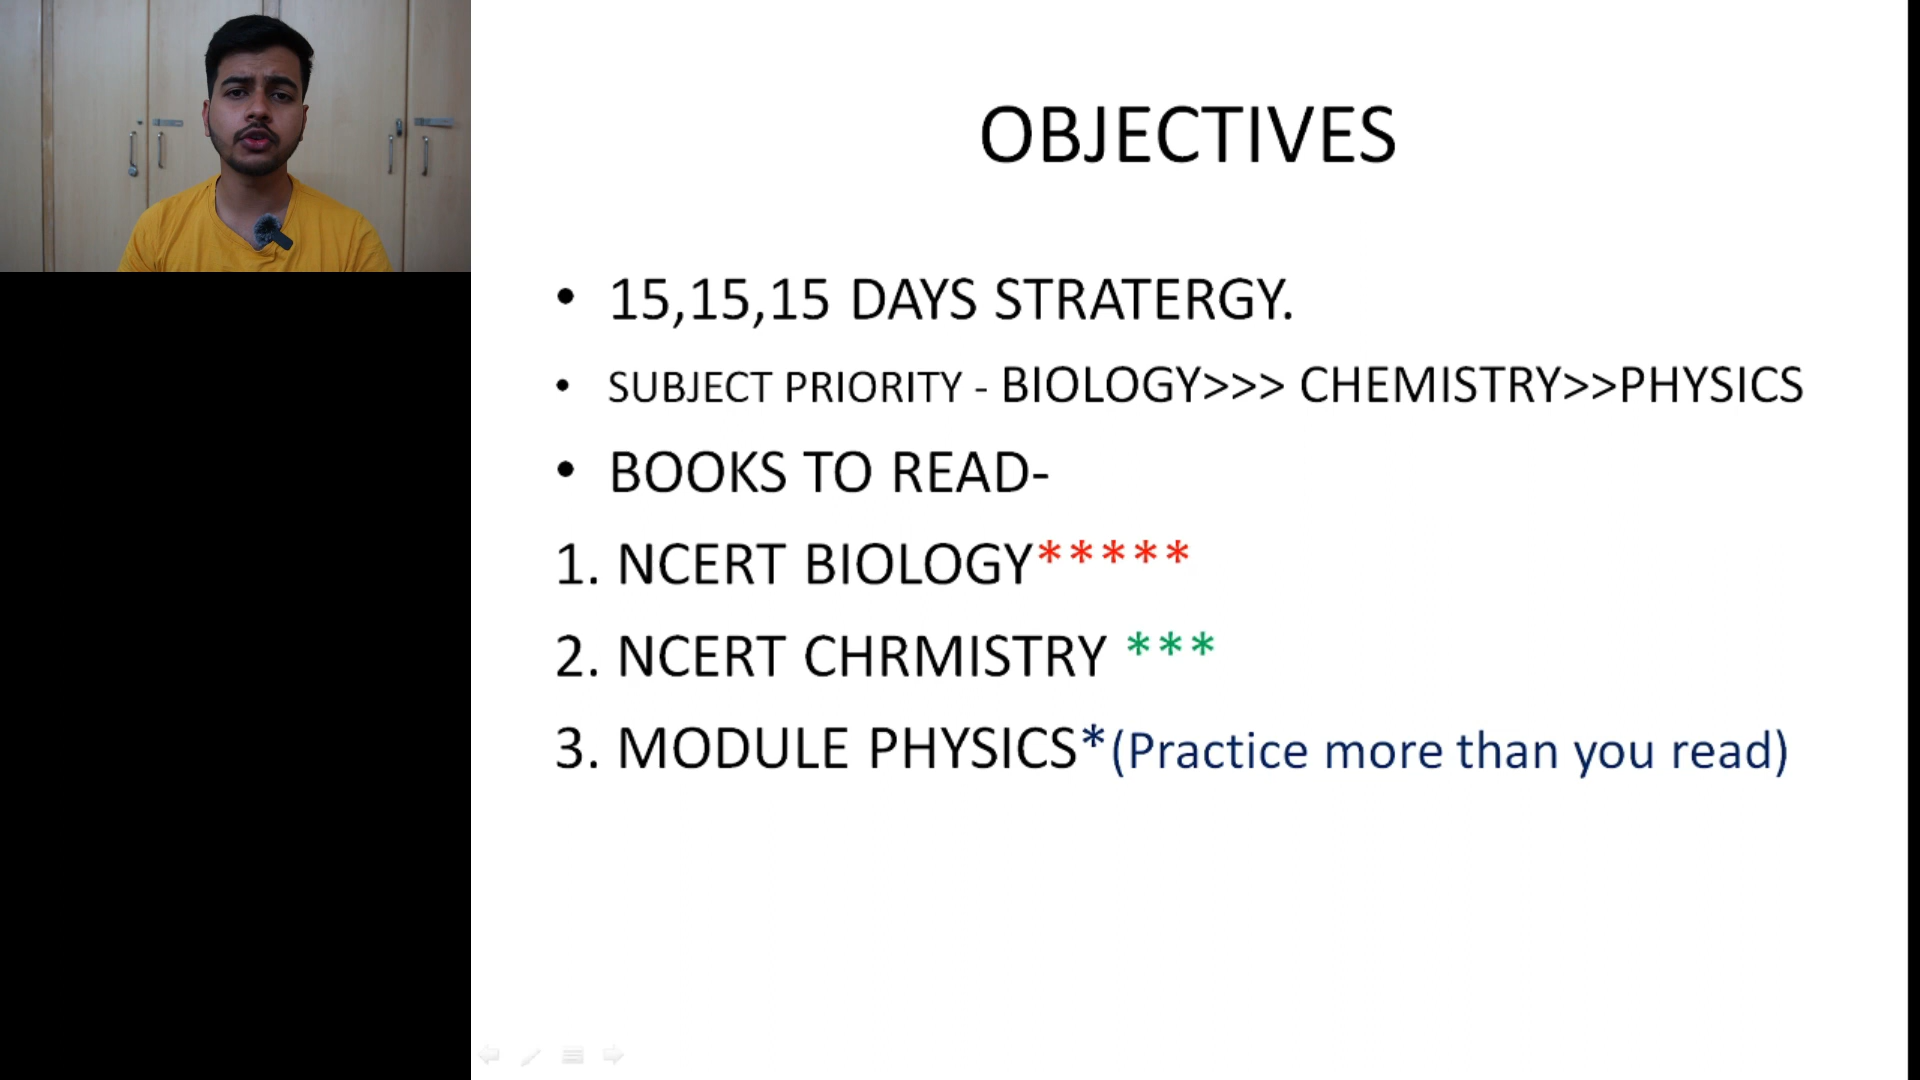 OBJECTIVES
• 15,15,15 DAYS STRATERGY.
• SUBJECT PRIORITY - BIOLOGY>>> CHEMISTRY>>PHYSICS
• BOOKS TO READ-
1. NCERT BIOLOGY*****
2. NCERT CHRMISTRY ***
3. MODULE PHYSICS*(Practice more than you read)